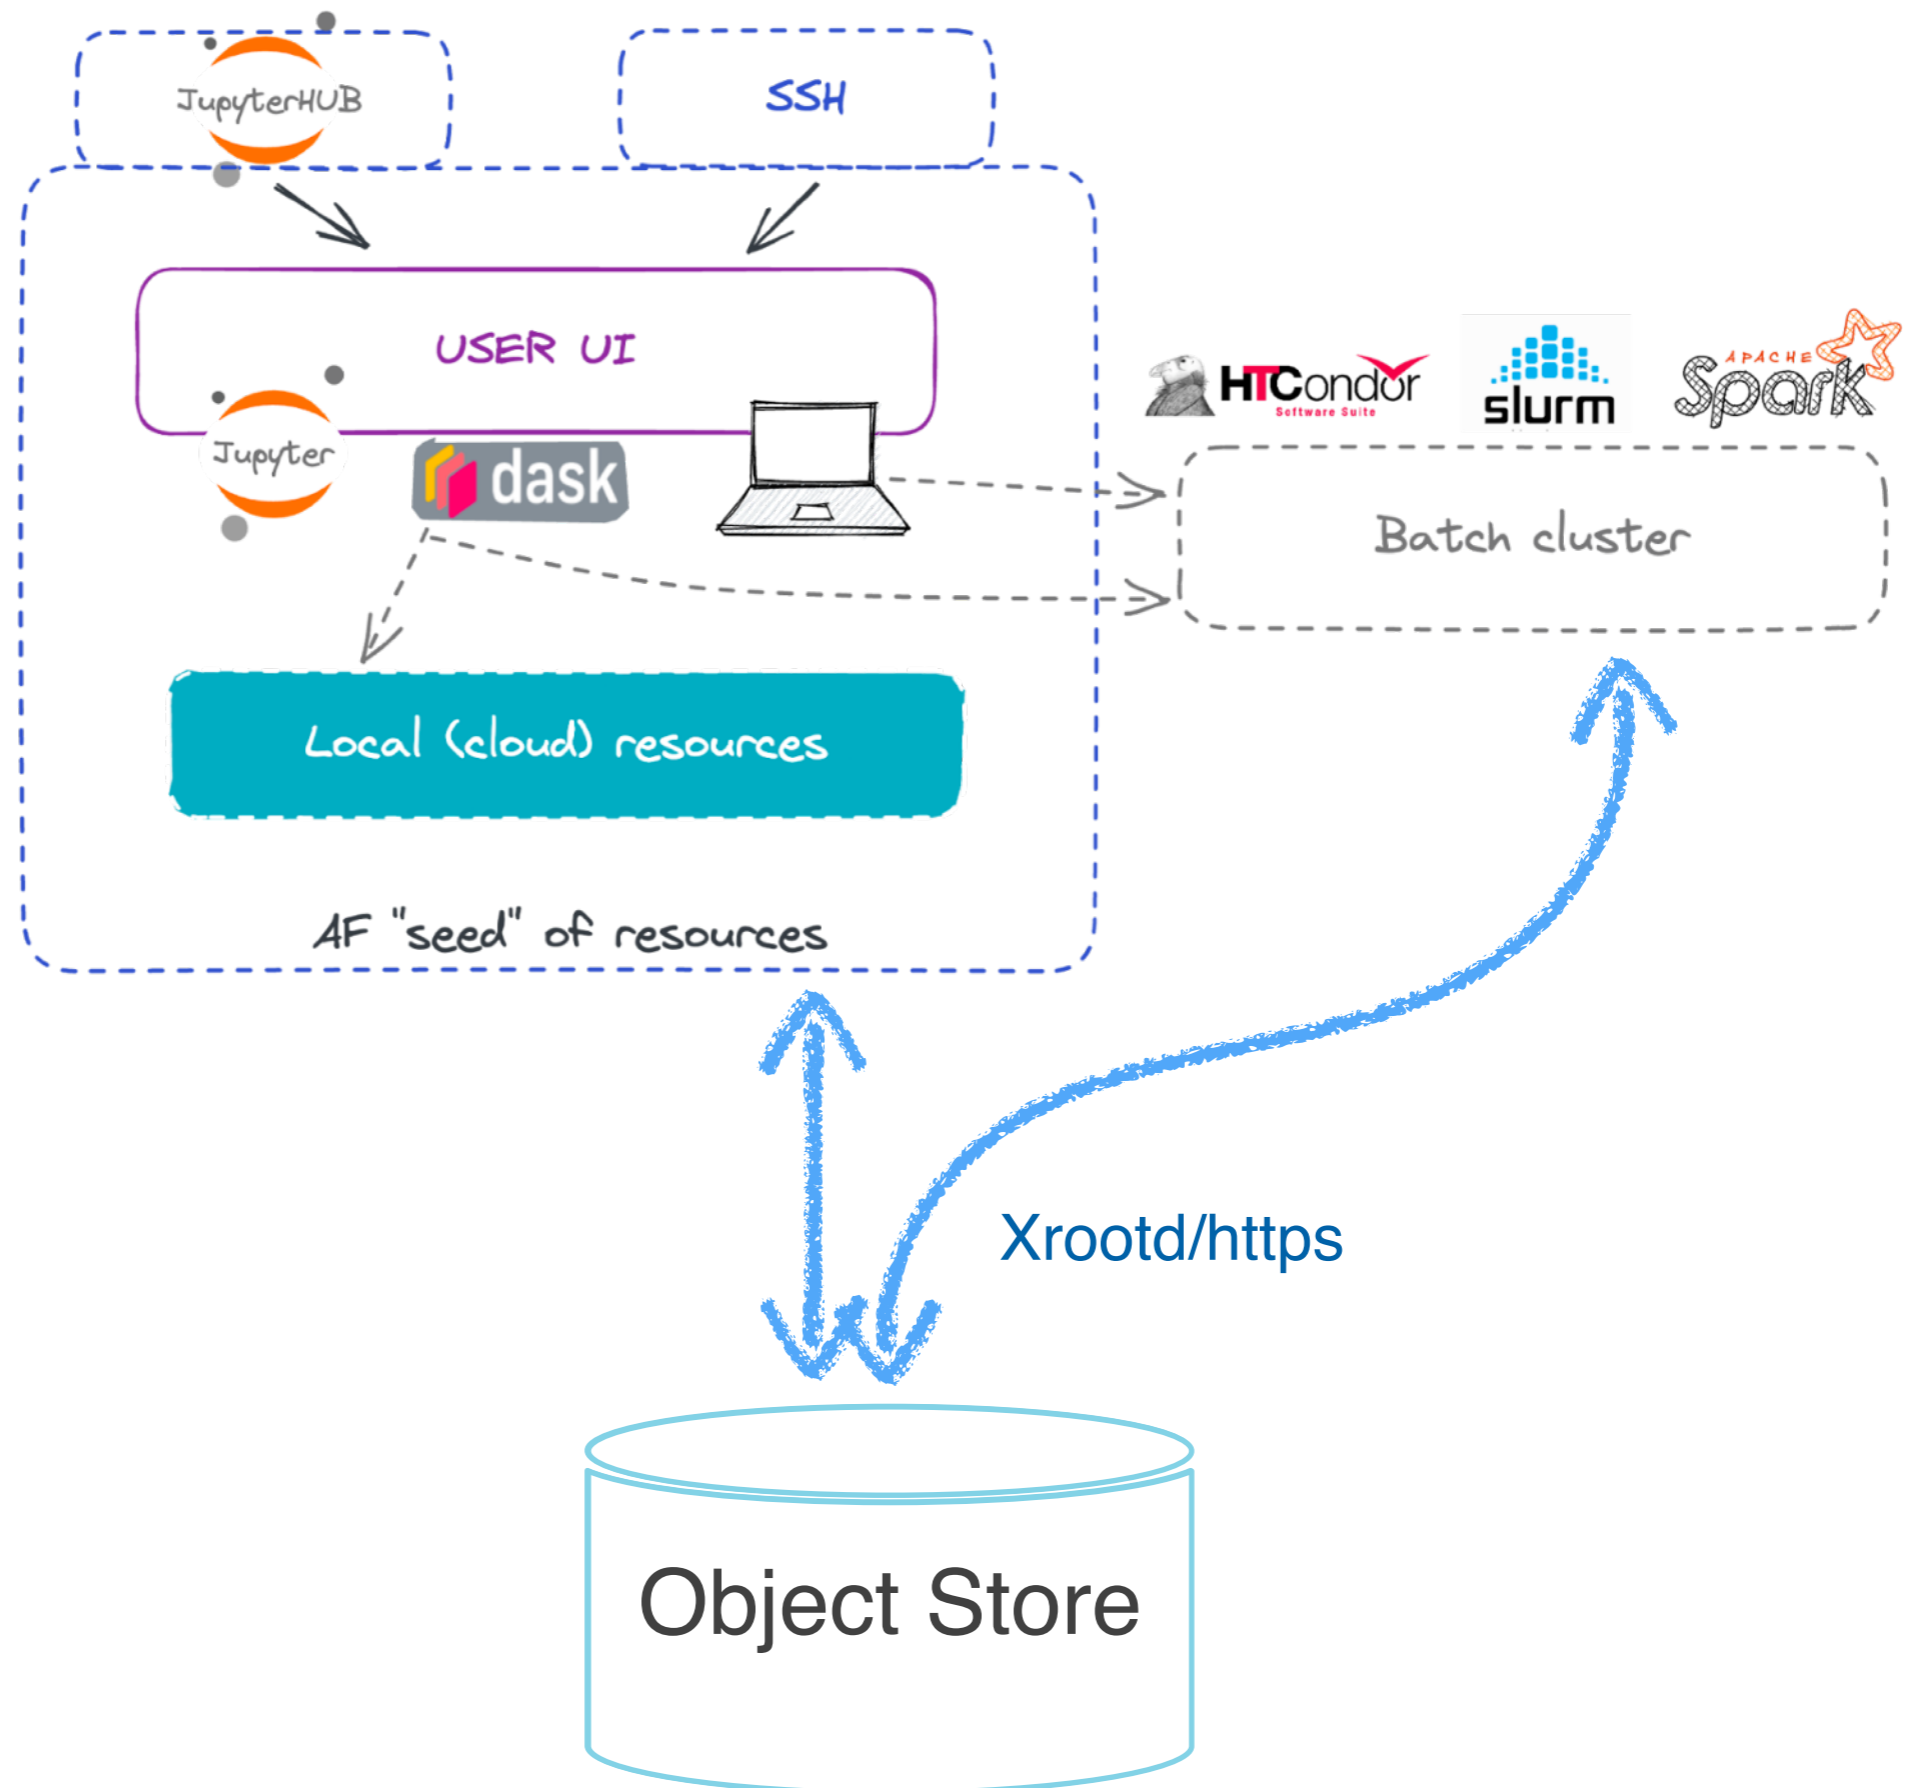 JupyterHUB
SSH
USER UI
Jupyter
dask
HTCondor
Software Suite
slurm
APACHE
Spark
Batch cluster
Local (cloud) resources
AF "seed" of resources
Xrootd/https
Object Store